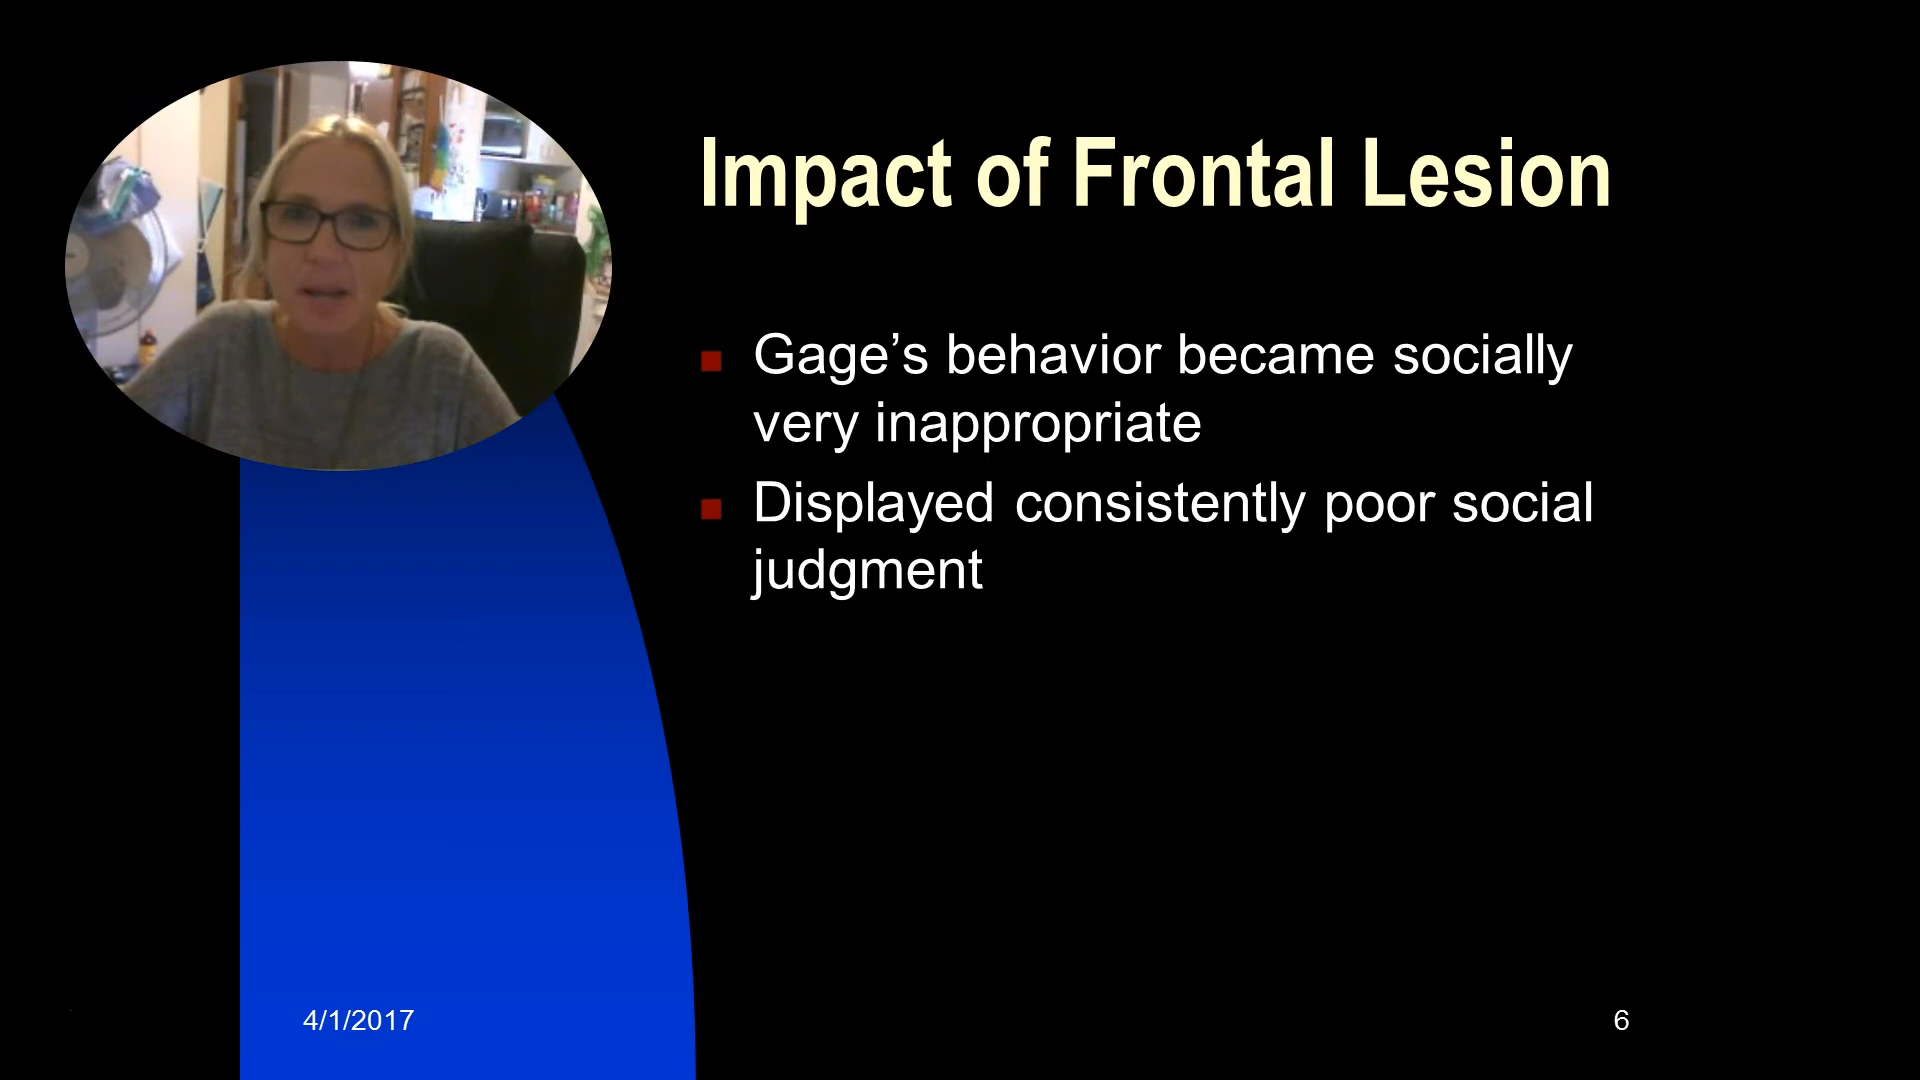 Impact of Frontal Lesion
Gage’s behavior became socially
very inappropriate
Displayed consistently poor social
judgment
4/1/2017
6